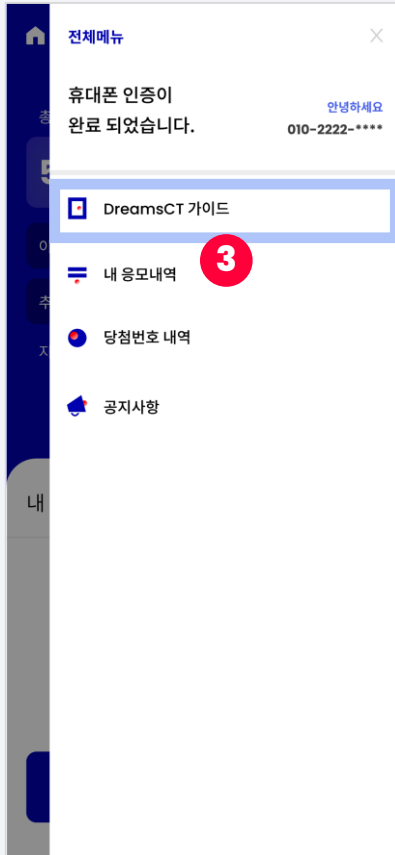 전체메뉴
휴대폰 인증이
완료 되었습니다.
안녕하세요
010-2222-****
DreamsCT 가이드
3
내 응모내역
당첨번호 내역
공지사항
내